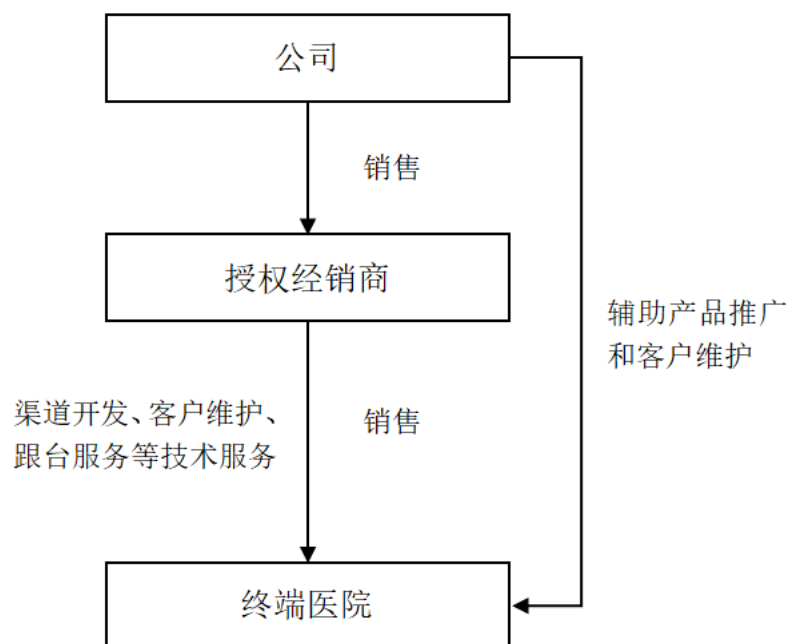 公司
销售
授权经销商
辅助产品推广
和客户维护
渠道开发、客户维护、
跟台服务等技术服务
销售
终端医院